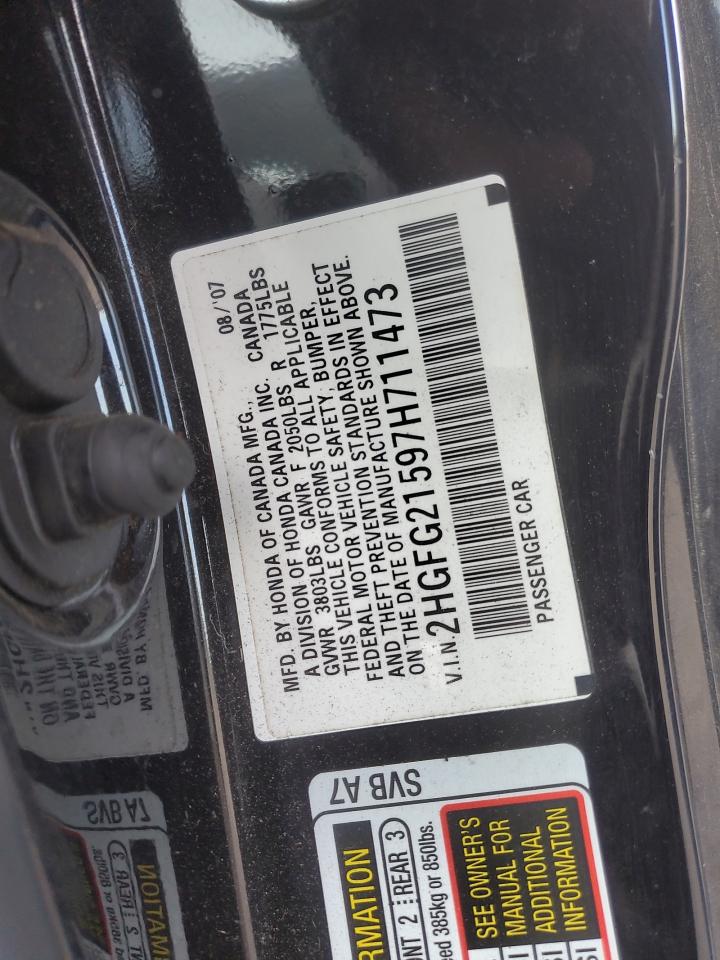 08/'07
MFD. BY HONDA OF CANADA MFG., CANADA
A DIVISION OF HONDA CANADA INC.
GVWR 3803LBS GAWR F 2050LBS R 1775LBS
THIS VEHICLE CONFORMS TO ALL APPLICABLE
FEDERAL MOTOR VEHICLE SAFETY, BUMPER,
AND THEFT PREVENTION STANDARDS IN EFFECT
ON THE DATE OF MANUFACTURE SHOWN ABOVE.
V.I.N. 2HGFG21597H711473
PASSENGER CAR
SVB A7
NT 2 REAR 3
385kg or 850lbs.
SEE OWNER'S
MANUAL FOR
ADDITIONAL
INFORMATION